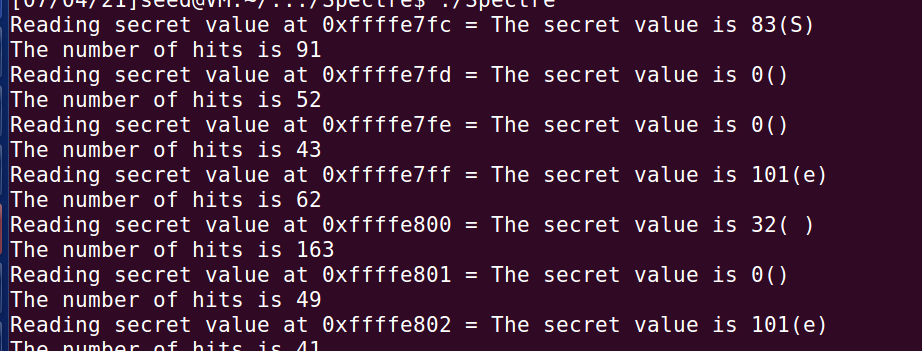 [07/04/21]seed@VM:~/.../Spectre$ ./Spectre
Reading secret value at 0xffffe7fc = The secret value is 83(S)
The number of hits is 91
Reading secret value at 0xffffe7fd = The secret value is 0()
The number of hits is 52
Reading secret value at 0xffffe7fe = The secret value is 0()
The number of hits is 43
Reading secret value at 0xffffe7ff = The secret value is 101(e)
The number of hits is 62
Reading secret value at 0xffffe800 = The secret value is 32( )
The number of hits is 163
Reading secret value at 0xffffe801 = The secret value is 0()
The number of hits is 49
Reading secret value at 0xffffe802 = The secret value is 101(e)
The number of hits is 41